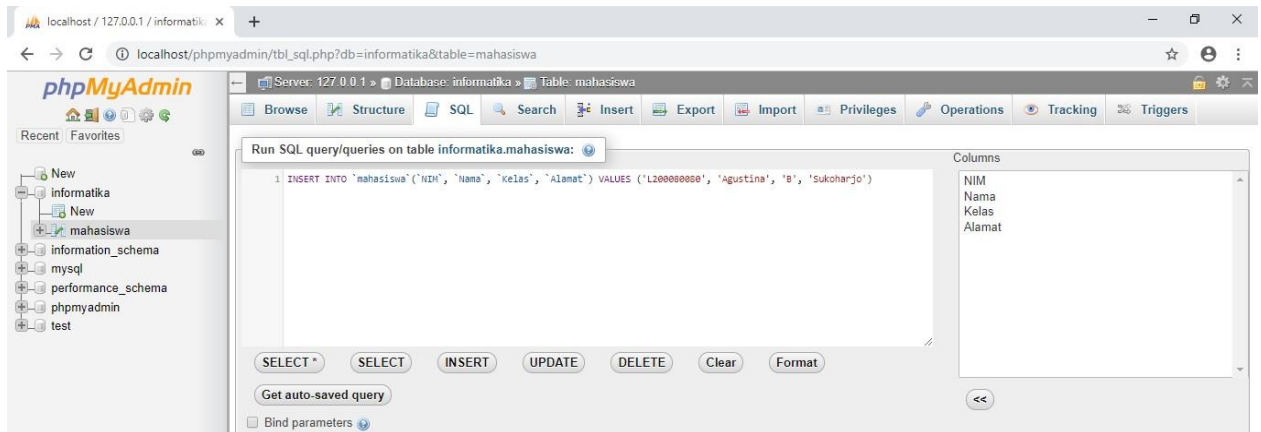 localhost / 127.0.0.1 / informatik
localhost/phpmyadmin/tbl_sql.php?db=informatika&table=mahasiswa
phpMyAdmin
Recent Favorites
New
informatika
New
mahasiswa
information_schema
mysql
performance_schema
phpmyadmin
test
Server: 127.0.0.1 » Database: informatika » Table: mahasiswa
Browse Structure SQL Search Insert Export Import Privileges Operations Tracking Triggers
Run SQL query/queries on table informatika.mahasiswa:
1 INSERT INTO `mahasiswa`(`NIM`, `Nama`, `Kelas`, `Alamat`) VALUES ('L200080080', 'Agustina', 'B', 'Sukoharjo')
Columns
NIM
Nama
Kelas
Alamat
SELECT * SELECT INSERT UPDATE DELETE Clear Format
Get auto-saved query
<<
Bind parameters